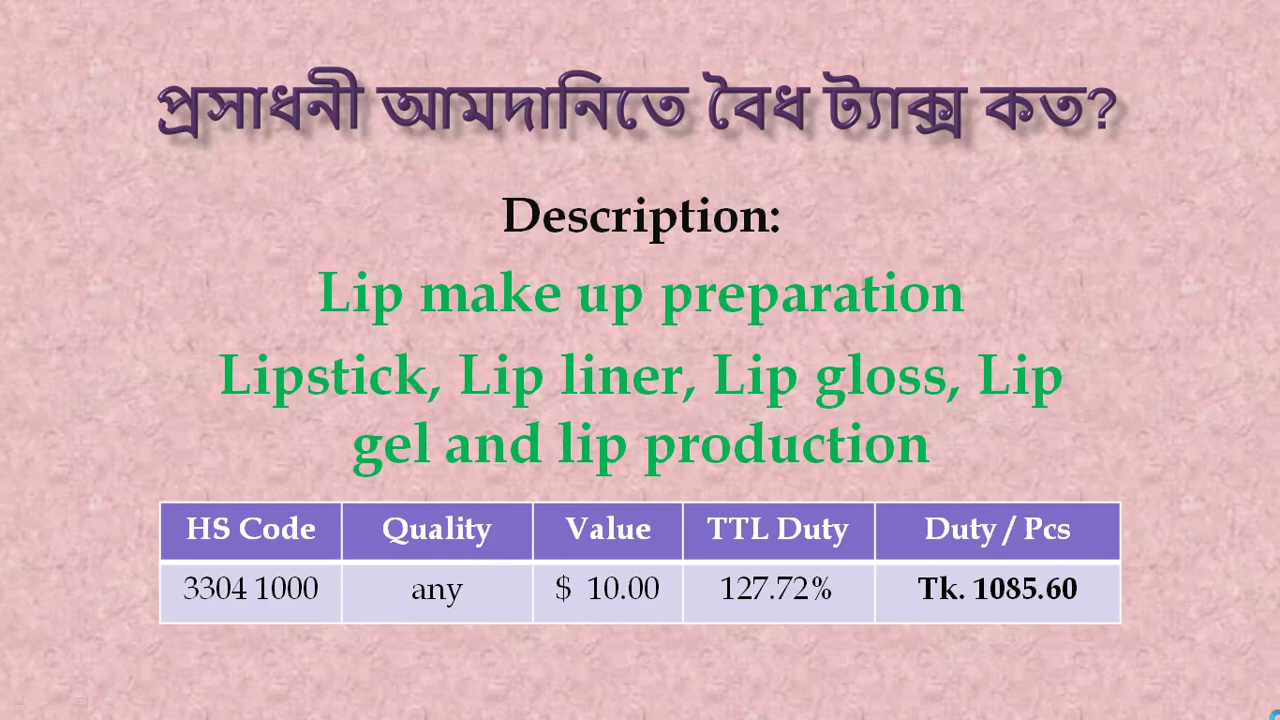 প্রসাধনী আমদানিতে বৈধ ট্যাক্স কত?
Description:
Lip make up preparation
Lipstick, Lip liner, Lip gloss, Lip
gel and lip production
HS Code Quality Value TTL Duty Duty / Pcs
3304 1000 any $ 10.00 127.72% Tk. 1085.60